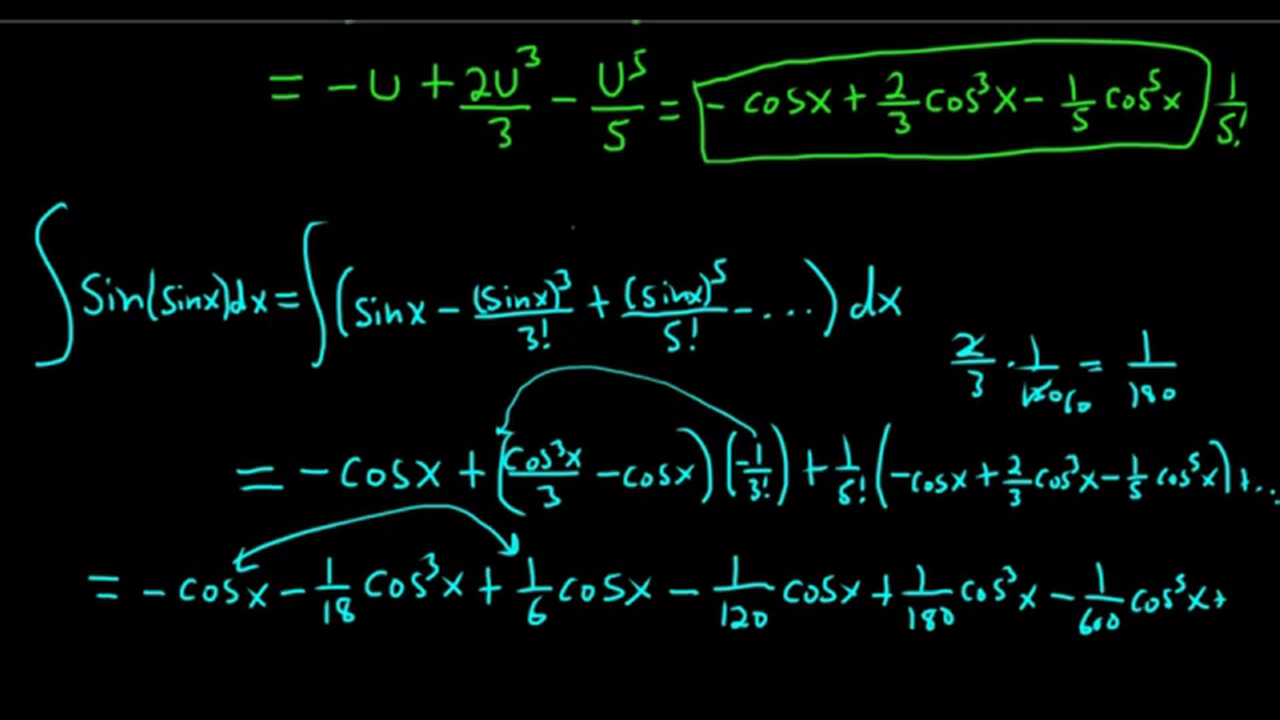 = -u + 2u³/3 - u⁵/5 = - cosx + 2/3 cos³x - 1/5 cos⁵x 1/5!
∫ sin(sinx)dx = ∫ (sinx - (sinx)³/3! + (sinx)⁵/5! - ....) dx
2/3 · 1/120 60 = 1/180
= - cosx + (cos³x/3 - cosx) (-1/3!) + 1/5! (-cosx + 2/3 cos³x - 1/5 cos⁵x) + ...
= - cosx - 1/18 cos³x + 1/6 cosx - 1/120 cosx + 1/180 cos³x - 1/600 cos⁵x +